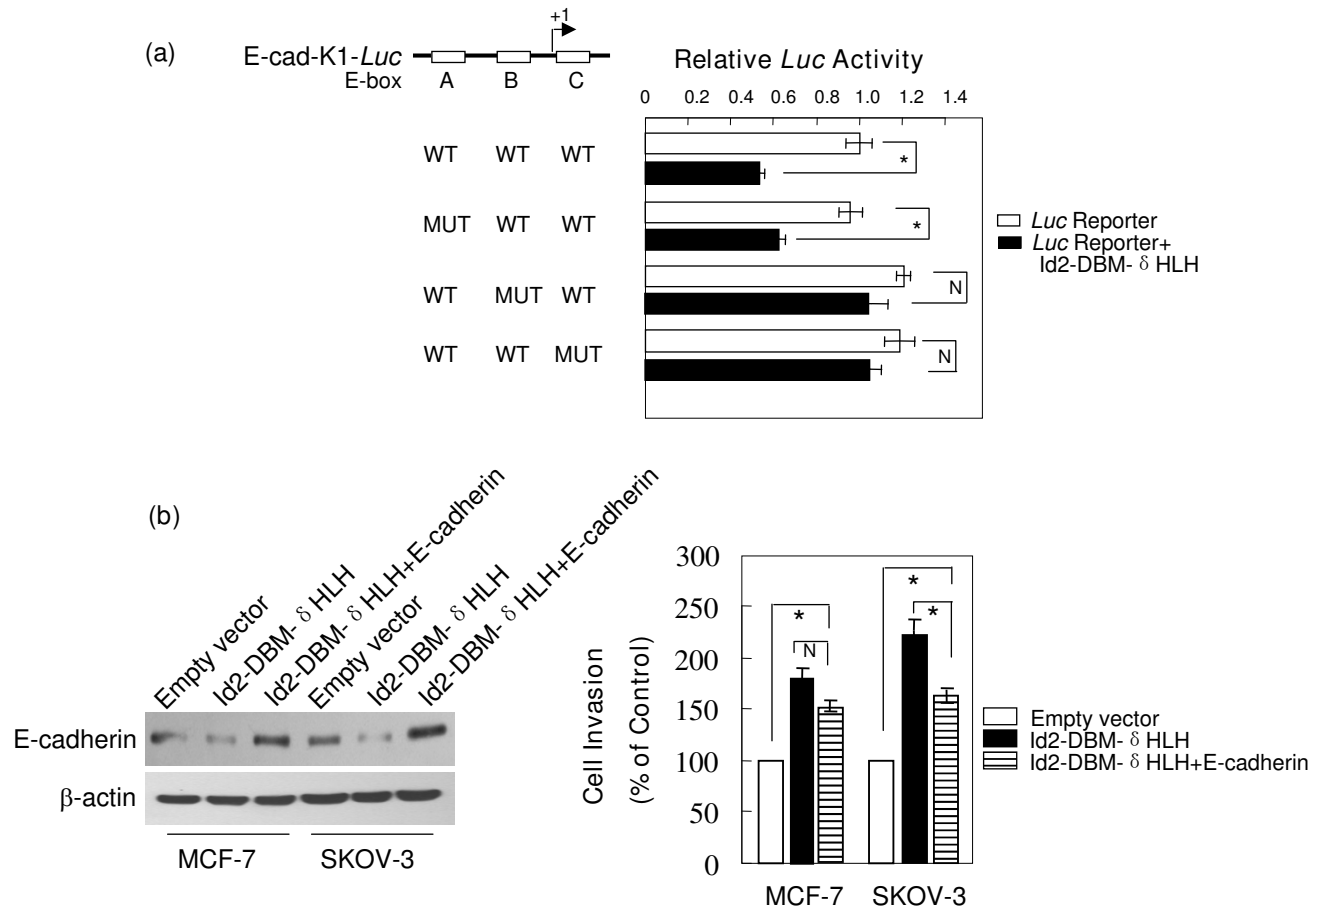 (a)
+1
E-cad-K1-Luc
E-box A B C
Relative Luc Activity
0 0.2 0.4 0.6 0.8 1.0 1.2 1.4
WT WT WT
*
MUT WT WT
*
WT MUT WT
N
WT WT MUT
N
Luc Reporter
Luc Reporter+
Id2-DBM- δ HLH
(b)
Empty vector
Id2-DBM- δ HLH
Id2-DBM- δ HLH+E-cadherin
Empty vector
Id2-DBM- δ HLH
Id2-DBM- δ HLH+E-cadherin
E-cadherin
β-actin
MCF-7 SKOV-3
Cell Invasion
(% of Control)
300
250
200
150
100
50
0
*
N
*
*
MCF-7 SKOV-3
Empty vector
Id2-DBM- δ HLH
Id2-DBM- δ HLH+E-cadherin